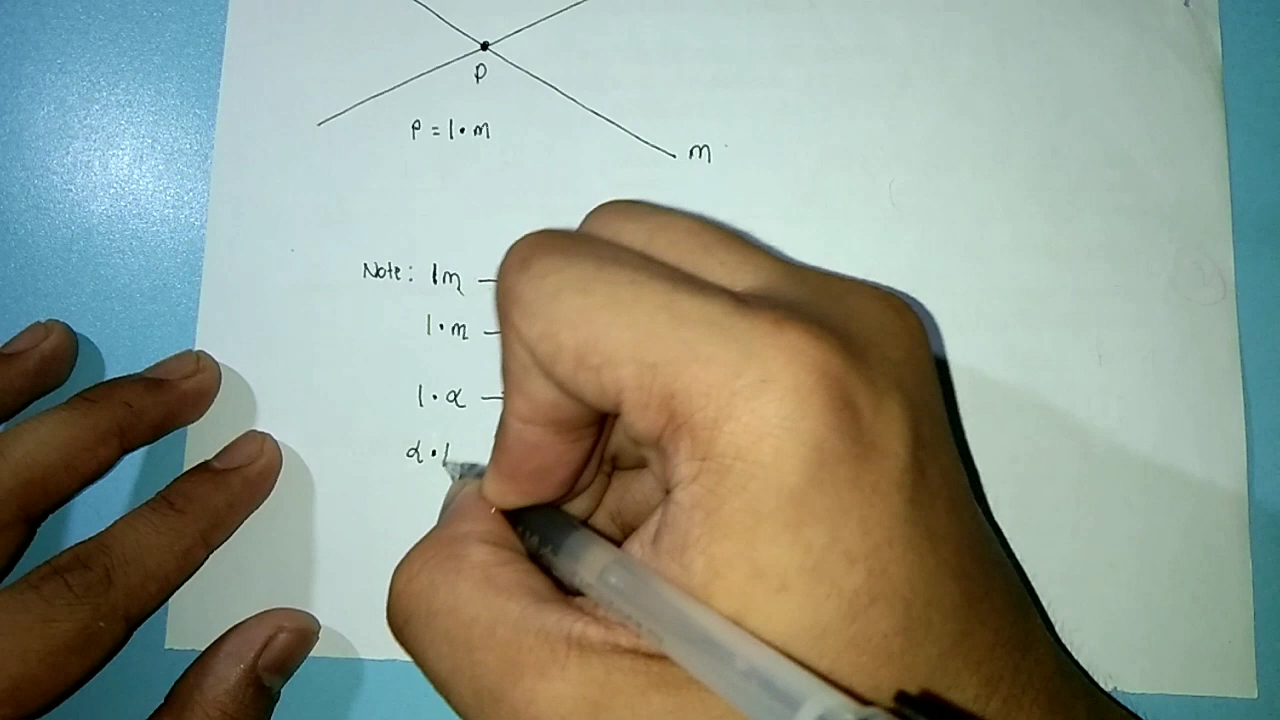 P
P = l • m
m
Note: lm –
l • m –
l • α –
α • l